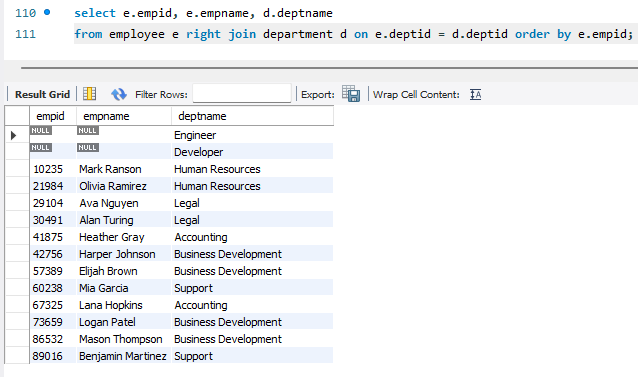 110 select e.empid, e.empname, d.deptname
111 from employee e right join department d on e.deptid = d.deptid order by e.empid;
Result Grid Filter Rows: Export: Wrap Cell Content:
empid empname deptname
NULL NULL Engineer
NULL NULL Developer
10235 Mark Ranson Human Resources
21984 Olivia Ramirez Human Resources
29104 Ava Nguyen Legal
30491 Alan Turing Legal
41875 Heather Gray Accounting
42756 Harper Johnson Business Development
57389 Elijah Brown Business Development
60238 Mia Garcia Support
67325 Lana Hopkins Accounting
73659 Logan Patel Business Development
86532 Mason Thompson Business Development
89016 Benjamin Martinez Support